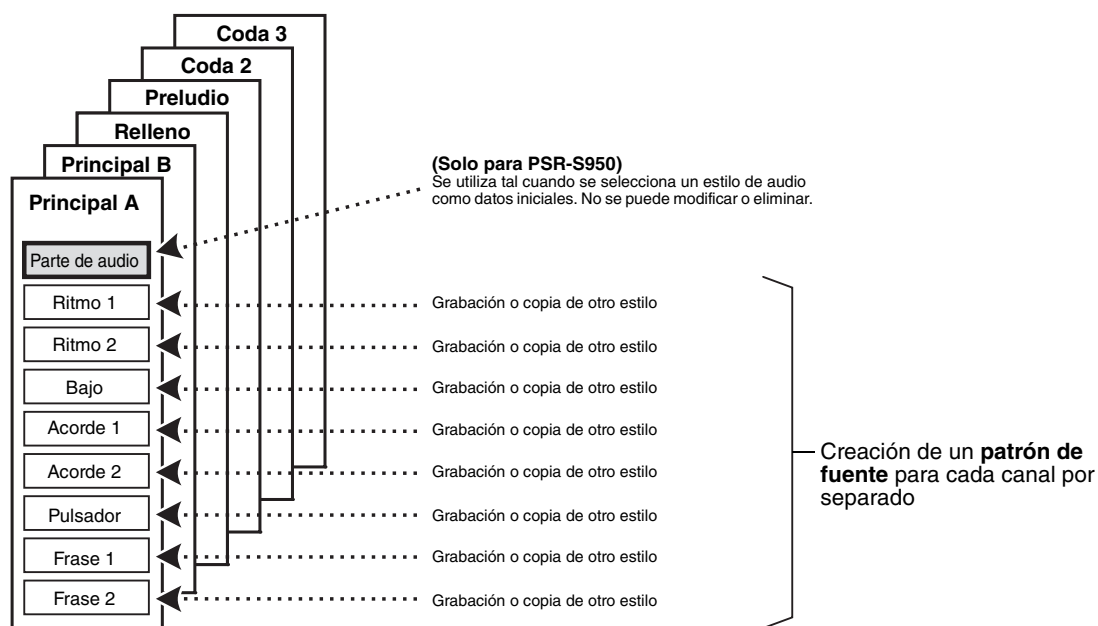 Coda 3
Coda 2
Preludio
Relleno
Principal B
Principal A
(Solo para PSR-S950)
Se utiliza tal cuando se selecciona un estilo de audio
como datos iniciales. No se puede modificar o eliminar.
Parte de audio
Ritmo 1
Grabación o copia de otro estilo
Ritmo 2
Grabación o copia de otro estilo
Bajo
Grabación o copia de otro estilo
Acorde 1
Grabación o copia de otro estilo
Acorde 2
Grabación o copia de otro estilo
Pulsador
Grabación o copia de otro estilo
Frase 1
Grabación o copia de otro estilo
Frase 2
Grabación o copia de otro estilo
Creación de un patrón de
fuente para cada canal por
separado